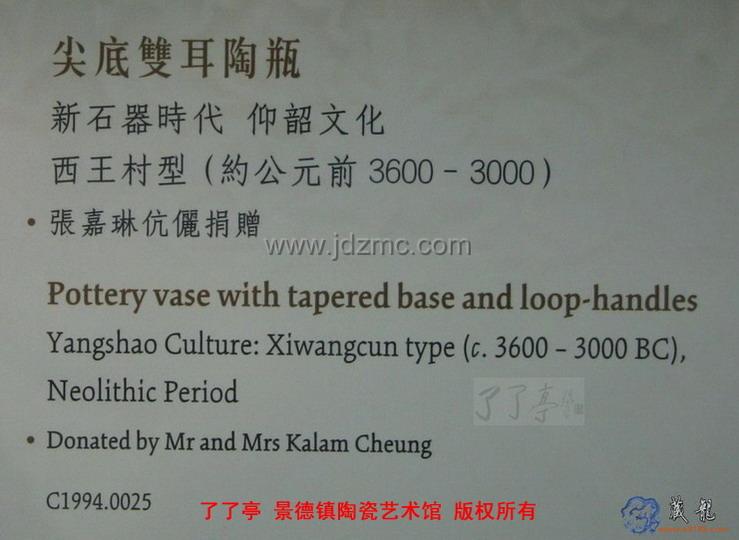 尖底雙耳陶瓶
新石器時代 仰韶文化
西王村型（約公元前 3600 - 3000）
• 張嘉琳伉儷捐贈
www.jdzmc.com
Pottery vase with tapered base and loop-handles
Yangshao Culture: Xiwangcun type (c. 3600 – 3000 BC),
Neolithic Period
了了亭
• Donated by Mr and Mrs Kalam Cheung
C1994.0025
了了亭 景德镇陶瓷艺术馆 版权所有
藏龍